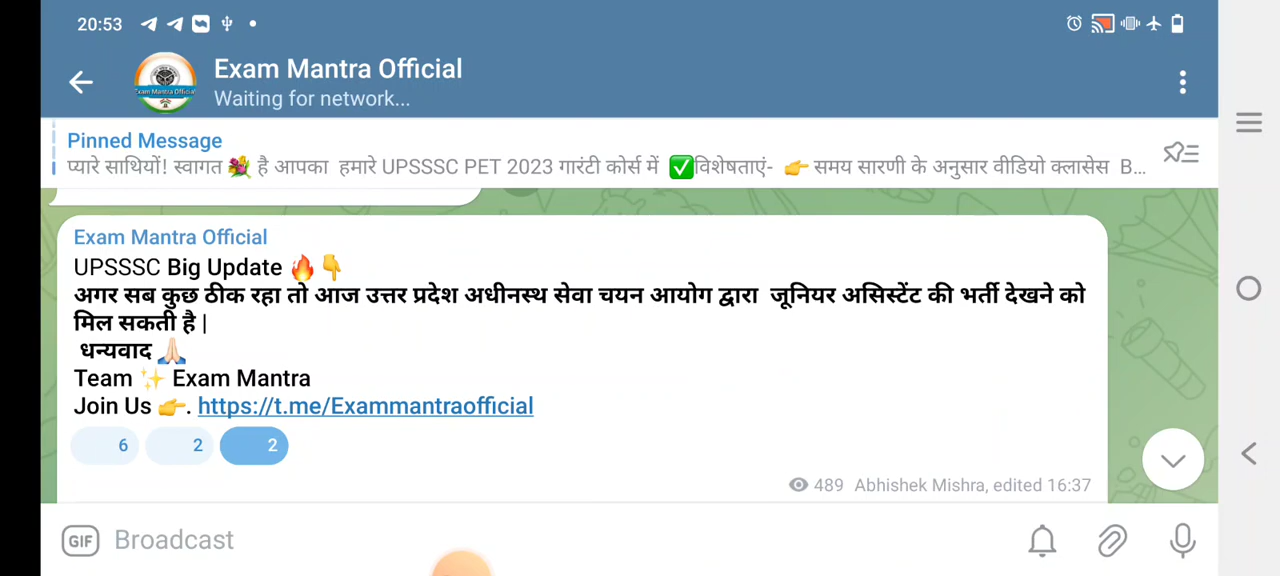 20:53
Exam Mantra Official
Exam Mantra Official
Waiting for network...
Pinned Message
प्यारे साथियों! स्वागत 💐 है आपका हमारे UPSSSC PET 2023 गारंटी कोर्स में ✅विशेषताएं- 👉 समय सारणी के अनुसार वीडियो क्लासेस B...
Exam Mantra Official
UPSSSC Big Update 🔥👇
अगर सब कुछ ठीक रहा तो आज उत्तर प्रदेश अधीनस्थ सेवा चयन आयोग द्वारा जूनियर असिस्टेंट की भर्ती देखने को
मिल सकती है |
धन्यवाद 🙏🏻
Team ✨ Exam Mantra
Join Us 👉. https://t.me/Exammantraofficial
6 2 2
489 Abhishek Mishra, edited 16:37
GIF Broadcast